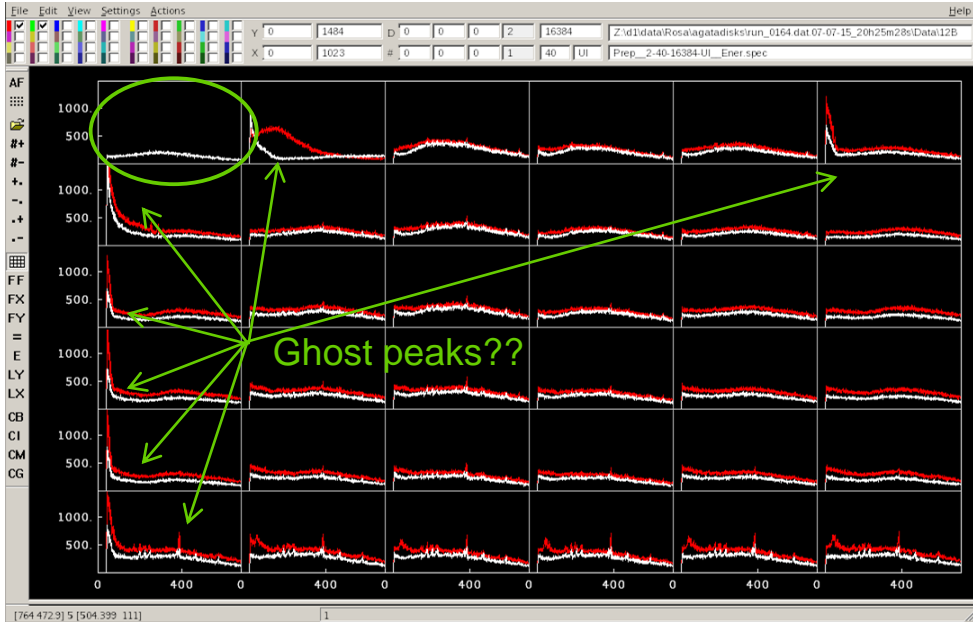 File Edit View Settings Actions Help
Y 0 1484 D 0 0 0 2 16384 Z:\d1\data\Rosa\agatadisks\run_0164.dat.07-07-15_20h25m28s\Data\12B
X 0 1023 # 0 0 0 1 40 UI Prep__2-40-16384-UI__Ener.spec
AF
#+
#-
+.
-.
.+
.-
FF
FX
FY
=
E
LY
LX
CB
CI
CM
CG
1000.
500.
1000.
500.
1000.
500.
Ghost peaks??
1000.
500.
1000.
500.
1000.
500.
0 400 0 400 0 400 0 400 0 400 0 400
[764 472.9] 5 [504.399 111] 1